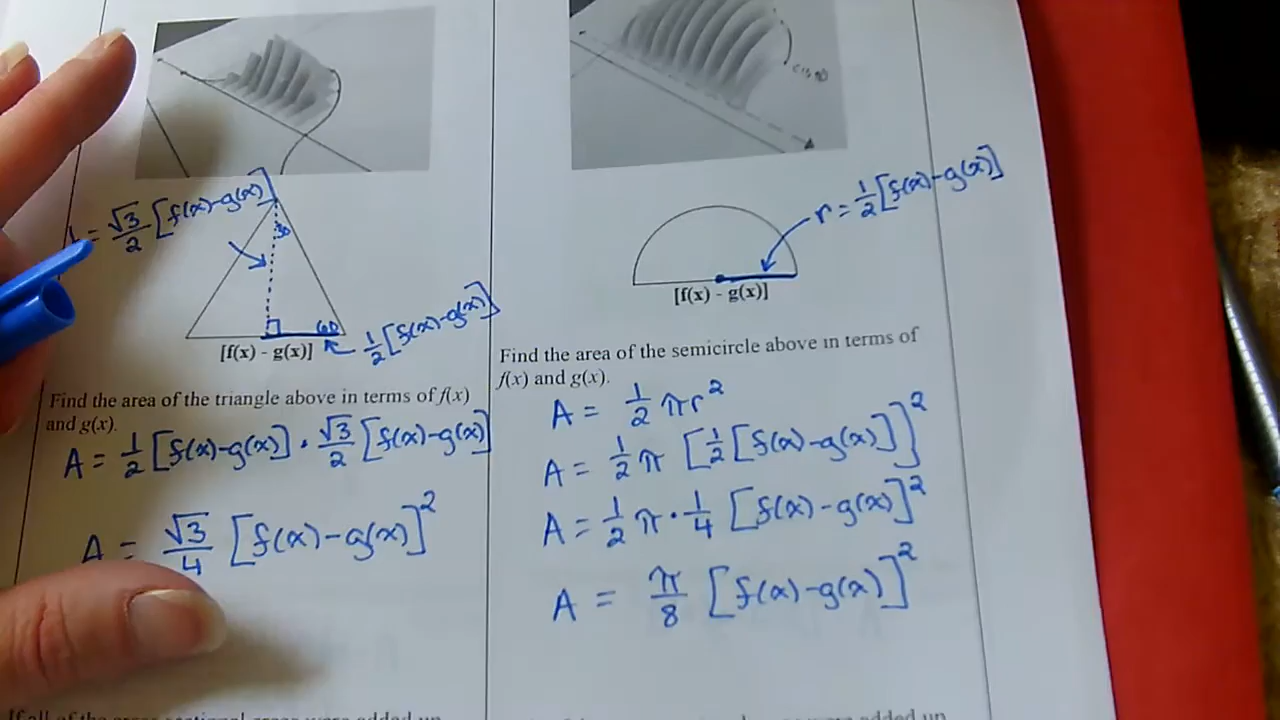 h = √3/2 [f(x)-g(x)]
30
60
[f(x) - g(x)]
1/2 [f(x)-g(x)]
Find the area of the triangle above in terms of f(x)
and g(x).
A = 1/2 [f(x)-g(x)] · √3/2 [f(x)-g(x)]
A = √3/4 [f(x)-g(x)]²
r = 1/2 [f(x)-g(x)]
[f(x) - g(x)]
Find the area of the semicircle above in terms of
f(x) and g(x).
A = 1/2 πr²
A = 1/2 π [1/2 [f(x)-g(x)]]²
A = 1/2 π · 1/4 [f(x)-g(x)]²
A = π/8 [f(x)-g(x)]²